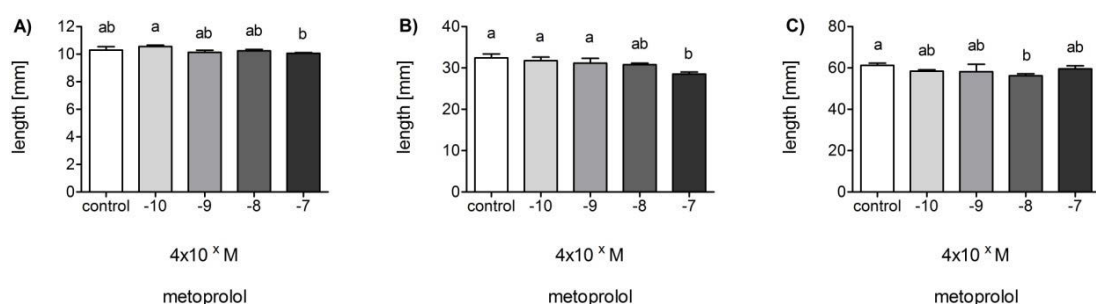 A)
length [mm]
12
10
8
6
4
2
0
ab
a
ab
ab
b
control
-10
-9
-8
-7
4x10 x M
metoprolol
B)
length [mm]
40
30
20
10
0
a
a
a
ab
b
control
-10
-9
-8
-7
4x10 x M
metoprolol
C)
length [mm]
80
60
40
20
0
a
ab
ab
b
ab
control
-10
-9
-8
-7
4x10 x M
metoprolol